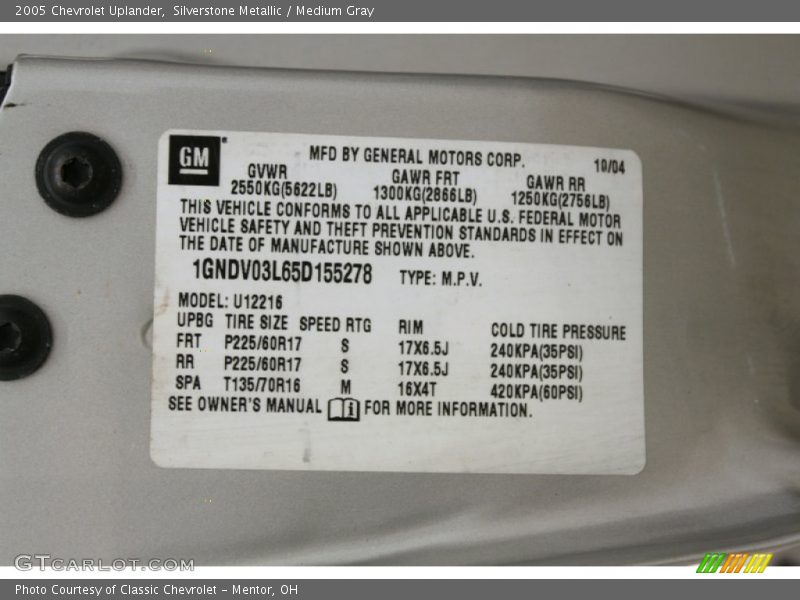 2005 Chevrolet Uplander, Silverstone Metallic / Medium Gray
GM
MFD BY GENERAL MOTORS CORP. 10/04
GVWR GAWR FRT GAWR RR
2550KG(5622LB) 1300KG(2866LB) 1250KG(2756LB)
THIS VEHICLE CONFORMS TO ALL APPLICABLE U.S. FEDERAL MOTOR
VEHICLE SAFETY AND THEFT PREVENTION STANDARDS IN EFFECT ON
THE DATE OF MANUFACTURE SHOWN ABOVE.
1GNDV03L65D155278 TYPE: M.P.V.
MODEL: U12216
UPBG TIRE SIZE SPEED RTG RIM COLD TIRE PRESSURE
FRT P225/60R17 S 17X6.5J 240KPA(35PSI)
RR P225/60R17 S 17X6.5J 240KPA(35PSI)
SPA T135/70R16 M 16X4T 420KPA(60PSI)
SEE OWNER'S MANUAL i FOR MORE INFORMATION.
GTCARLOT.COM
Photo Courtesy of Classic Chevrolet - Mentor, OH